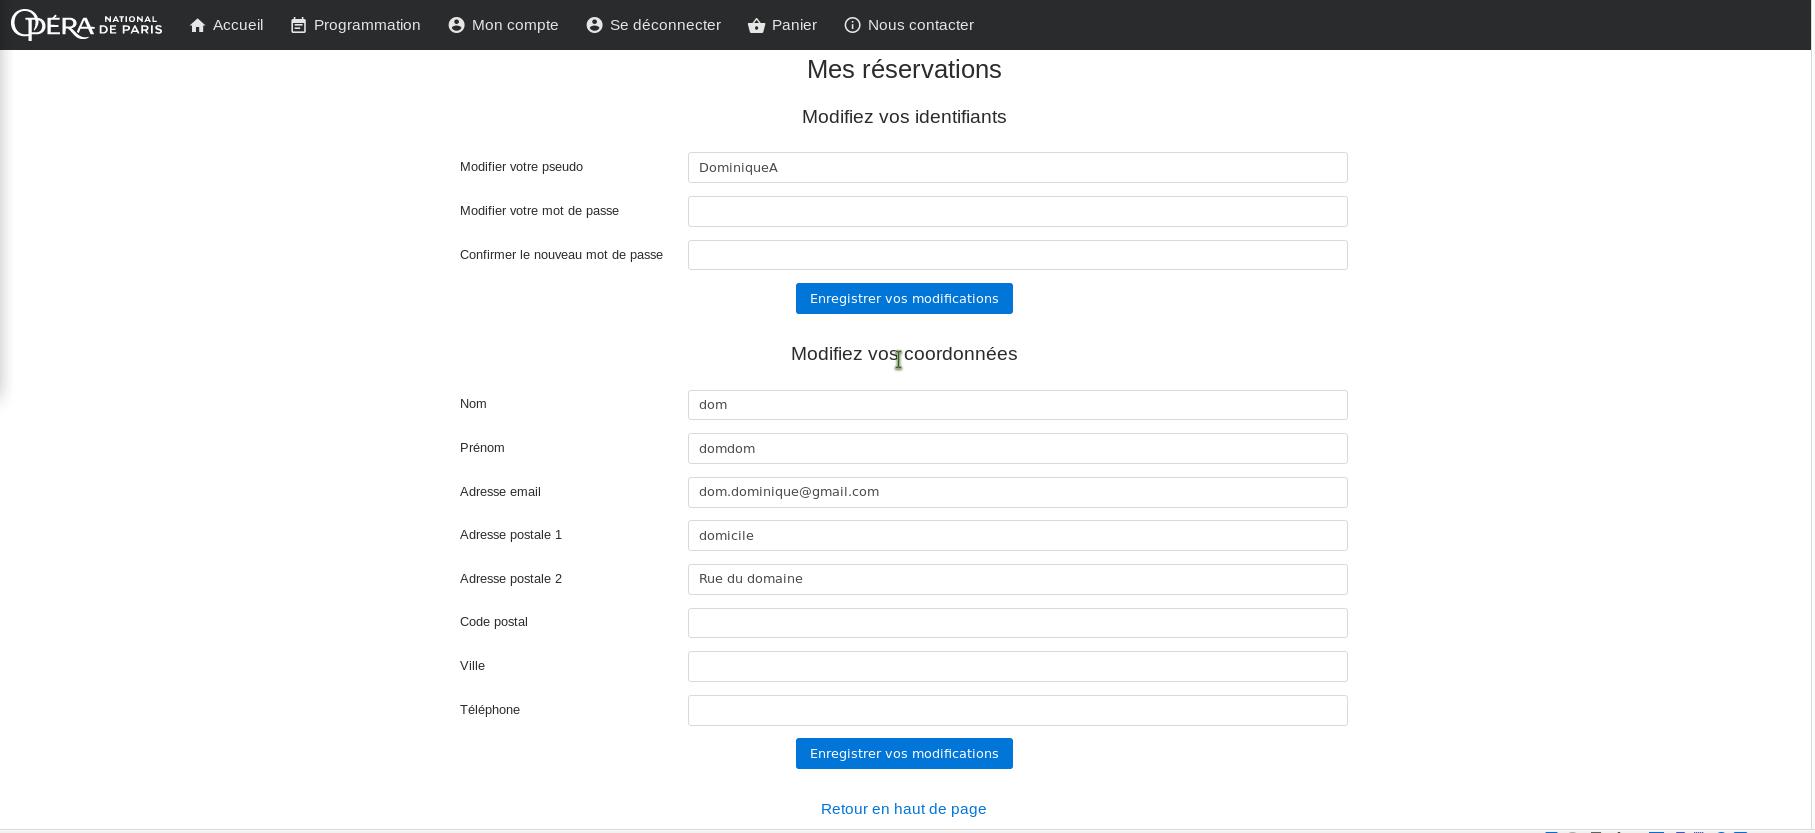 OPÉRA NATIONAL DE PARIS Accueil Programmation Mon compte Se déconnecter Panier Nous contacter
Mes réservations
Modifiez vos identifiants
Modifier votre pseudo DominiqueA
Modifier votre mot de passe
Confirmer le nouveau mot de passe
Enregistrer vos modifications
Modifiez vos coordonnées
Nom dom
Prénom domdom
Adresse email dom.dominique@gmail.com
Adresse postale 1 domicile
Adresse postale 2 Rue du domaine
Code postal
Ville
Téléphone
Enregistrer vos modifications
Retour en haut de page